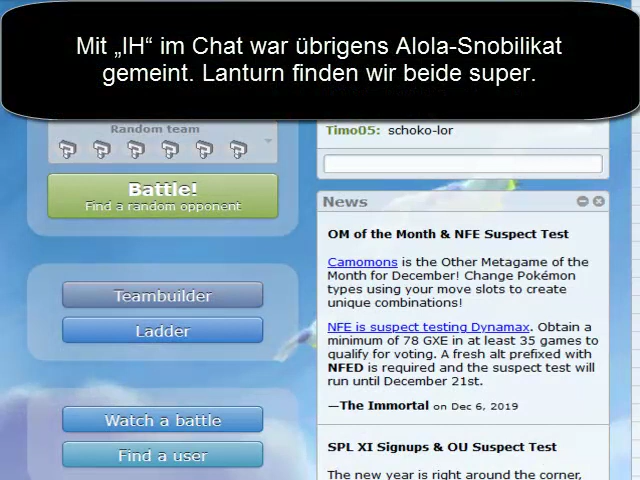 Mit „IH“ im Chat war übrigens Alola-Snobilikat
gemeint. Lanturn finden wir beide super.
Random team
Battle!
Find a random opponent
Teambuilder
Ladder
Watch a battle
Find a user
Timo05: schoko-lor
News
OM of the Month & NFE Suspect Test
Camomons is the Other Metagame of the
Month for December! Change Pokémon
types using your move slots to create
unique combinations!
NFE is suspect testing Dynamax. Obtain a
minimum of 78 GXE in at least 35 games to
qualify for voting. A fresh alt prefixed with
NFED is required and the suspect test will
run until December 21st.
—The Immortal on Dec 6, 2019
SPL XI Signups & OU Suspect Test
The new year is right around the corner,